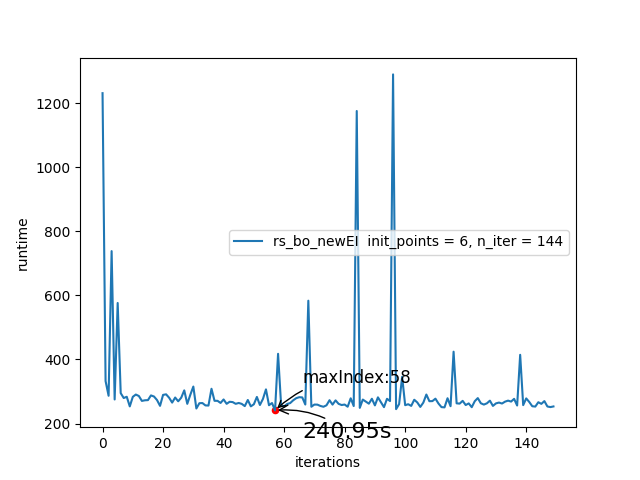 1200
1000
800
600
400
200
runtime
rs_bo_newEI  init_points = 6, n_iter = 144
maxIndex:58
240.95s
0 20 40 60 80 100 120 140
iterations